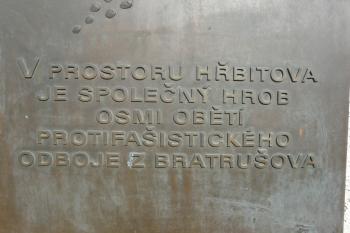 V PROSTORU HŘBITOVA
JE SPOLEČNÝ HROB
OSMI OBĚTÍ
PROTIFAŠISTICKÉHO
ODBOJE Z BRATRUŠOVA